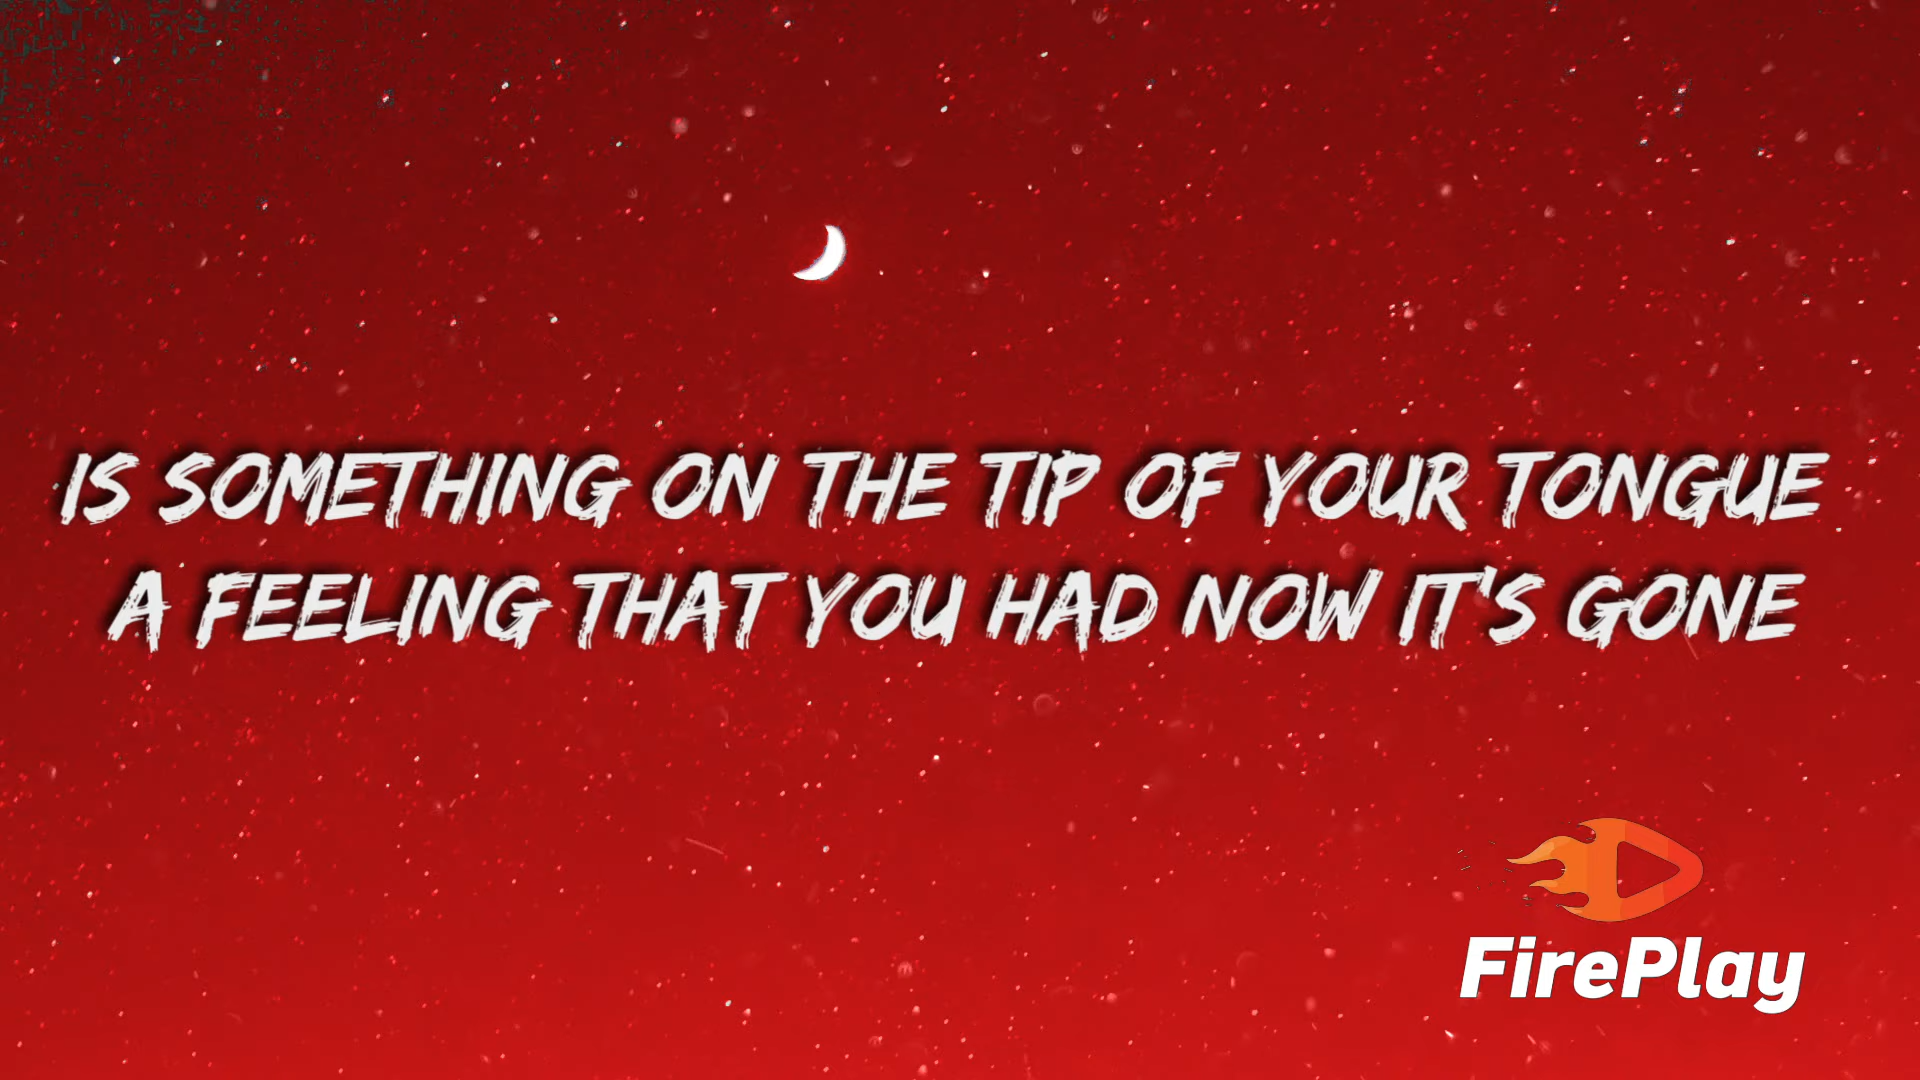 IS SOMETHING ON THE TIP OF YOUR TONGUE
A FEELING THAT YOU HAD NOW IT'S GONE
FirePlay